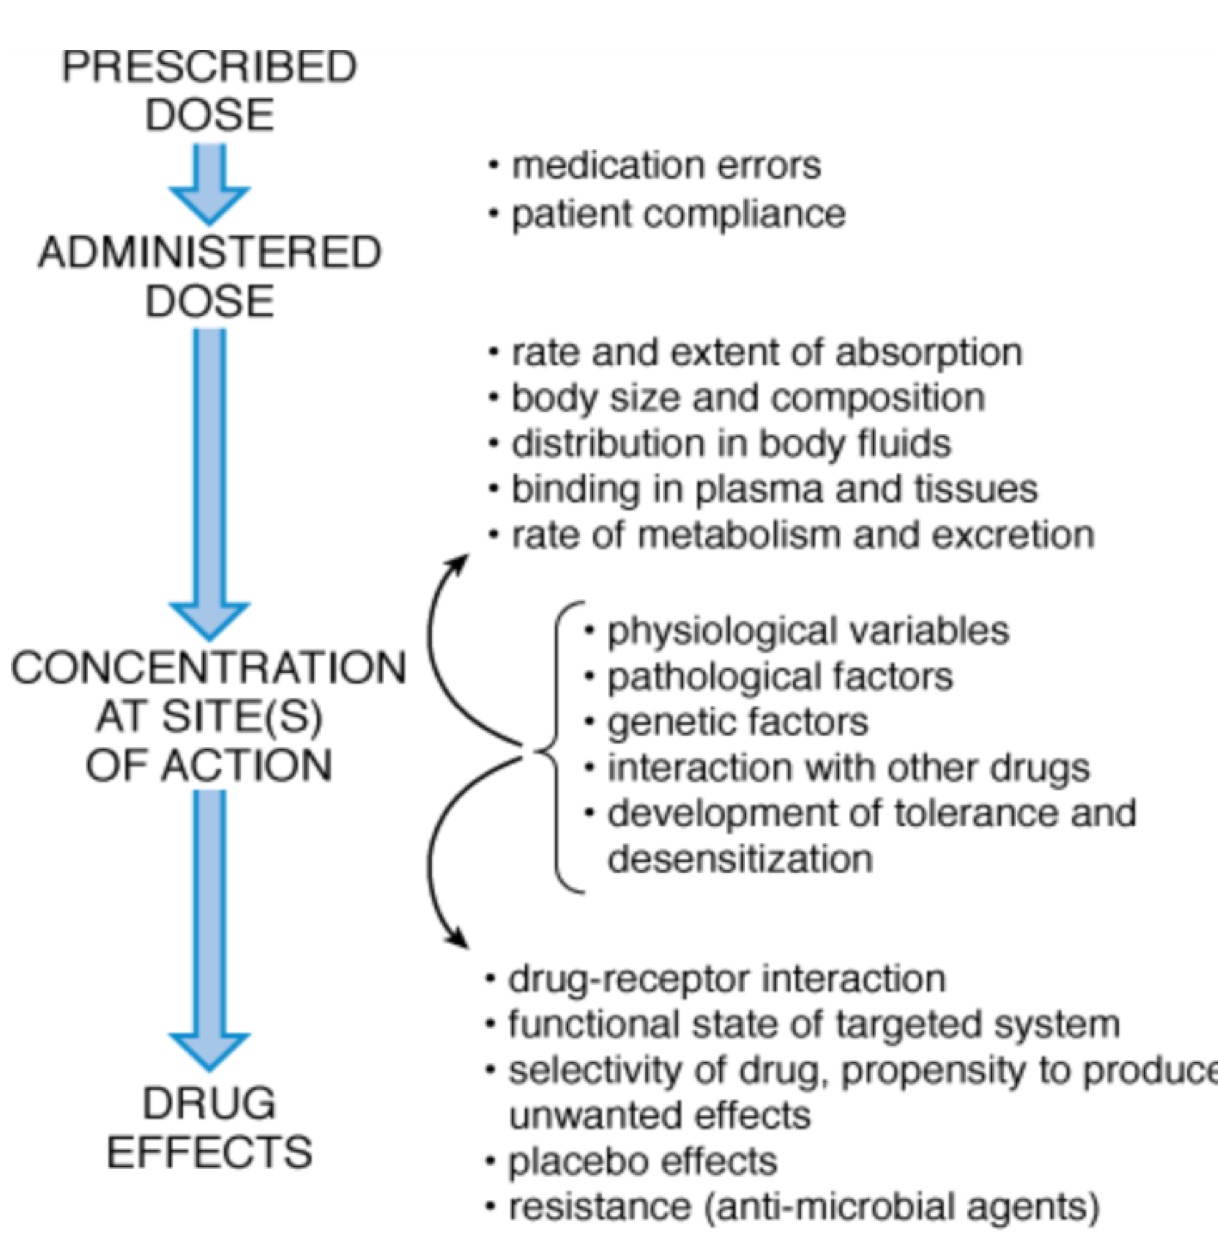 PRESCRIBED
DOSE
• medication errors
• patient compliance
ADMINISTERED
DOSE
• rate and extent of absorption
• body size and composition
• distribution in body fluids
• binding in plasma and tissues
• rate of metabolism and excretion
CONCENTRATION
AT SITE(S)
OF ACTION
• physiological variables
• pathological factors
• genetic factors
• interaction with other drugs
• development of tolerance and
desensitization
• drug-receptor interaction
• functional state of targeted system
• selectivity of drug, propensity to produce
unwanted effects
• placebo effects
• resistance (anti-microbial agents)
DRUG
EFFECTS